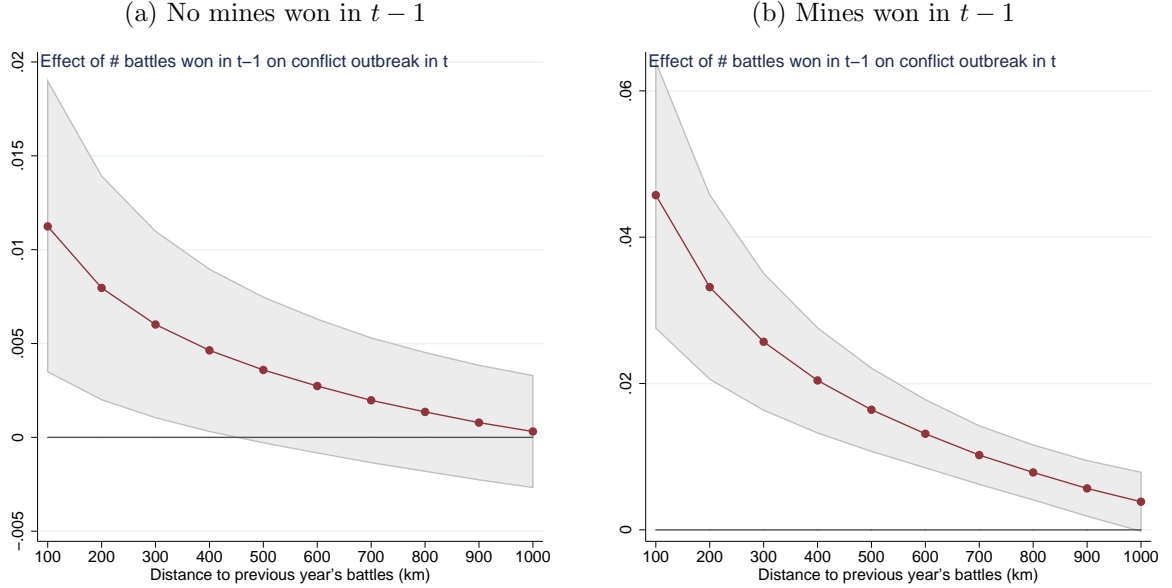 (a) No mines won in t − 1
Effect of # battles won in t−1 on conflict outbreak in t
.02
.015
.01
.005
0
−.005
100 200 300 400 500 600 700 800 900 1000
Distance to previous year's battles (km)
(b) Mines won in t − 1
Effect of # battles won in t−1 on conflict outbreak in t
.06
.04
.02
0
100 200 300 400 500 600 700 800 900 1000
Distance to previous year's battles (km)